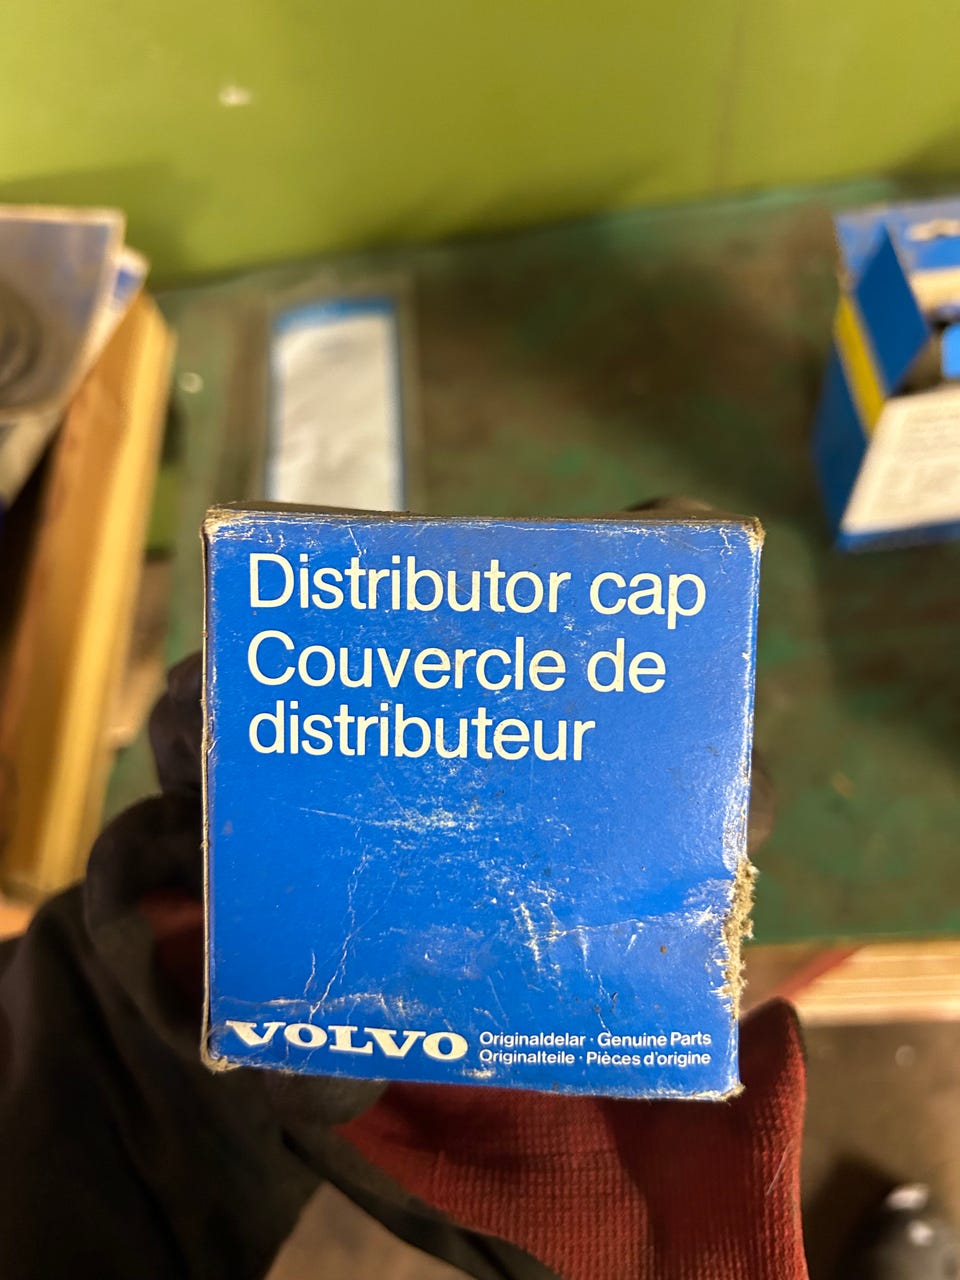 Distributor cap
Couvercle de
distributeur
VOLVO
Originaldelar · Genuine Parts
Originalteile · Pièces d'origine